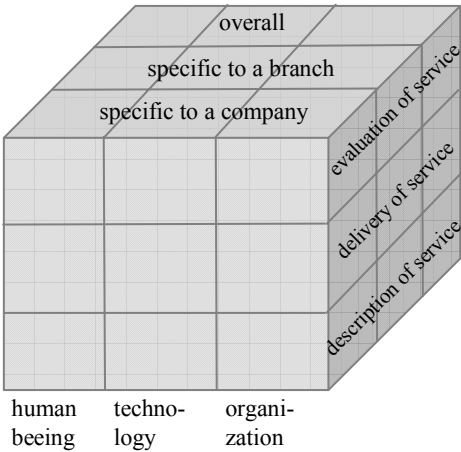 overall
specific to a branch
specific to a company
evaluation of service
delivery of service
description of service
human
beeing
techno-
logy
organi-
zation